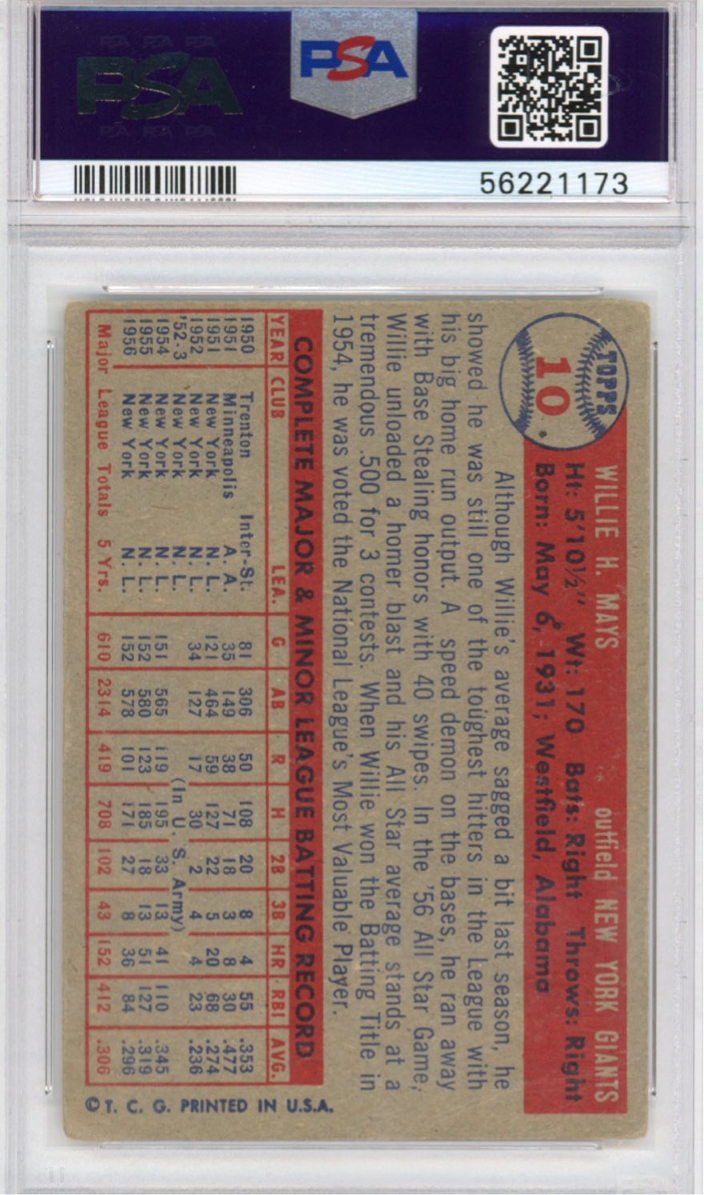 PSA PSA PSA
PSA
PSA PSA PSA
PSA
56221173
TOPPS
10
WILLIE H. MAYS outfield NEW YORK GIANTS
Ht: 5'10½" Wt: 170 Bats: Right Throws: Right
Born: May 6, 1931; Westfield, Alabama
Although Willie's average sagged a bit last season, he
showed he was still one of the toughest hitters in the League with
his big home run output. A speed demon on the bases, he ran away
with Base Stealing honors with 40 swipes. In the '56 All Star Game,
Willie unloaded a homer blast and his All Star average stands at a
tremendous .500 for 3 contests. When Willie won the Batting Title in
1954, he was voted the National League's Most Valuable Player.
COMPLETE MAJOR & MINOR LEAGUE BATTING RECORD
YEAR CLUB LEA. G AB R H 2B 3B HR RBI AVG.
1950 Trenton Inter-St. 81 306 50 108 20 8 4 55 .353
1951 Minneapolis A. A. 35 149 38 71 18 3 8 30 .477
1951 New York N. L. 121 464 59 127 22 5 20 68 .274
1952 New York N. L. 34 127 17 30 2 4 4 23 .236
'52-3 New York N. L. (In U. S. Army)
1954 New York N. L. 151 565 119 195 33 13 41 110 .345
1955 New York N. L. 152 580 123 185 18 13 51 127 .319
1956 New York N. L. 152 578 101 171 27 8 36 84 .296
Major League Totals 5 Yrs. 610 2314 419 708 102 43 152 412 .306
© T. C. G. PRINTED IN U.S.A.